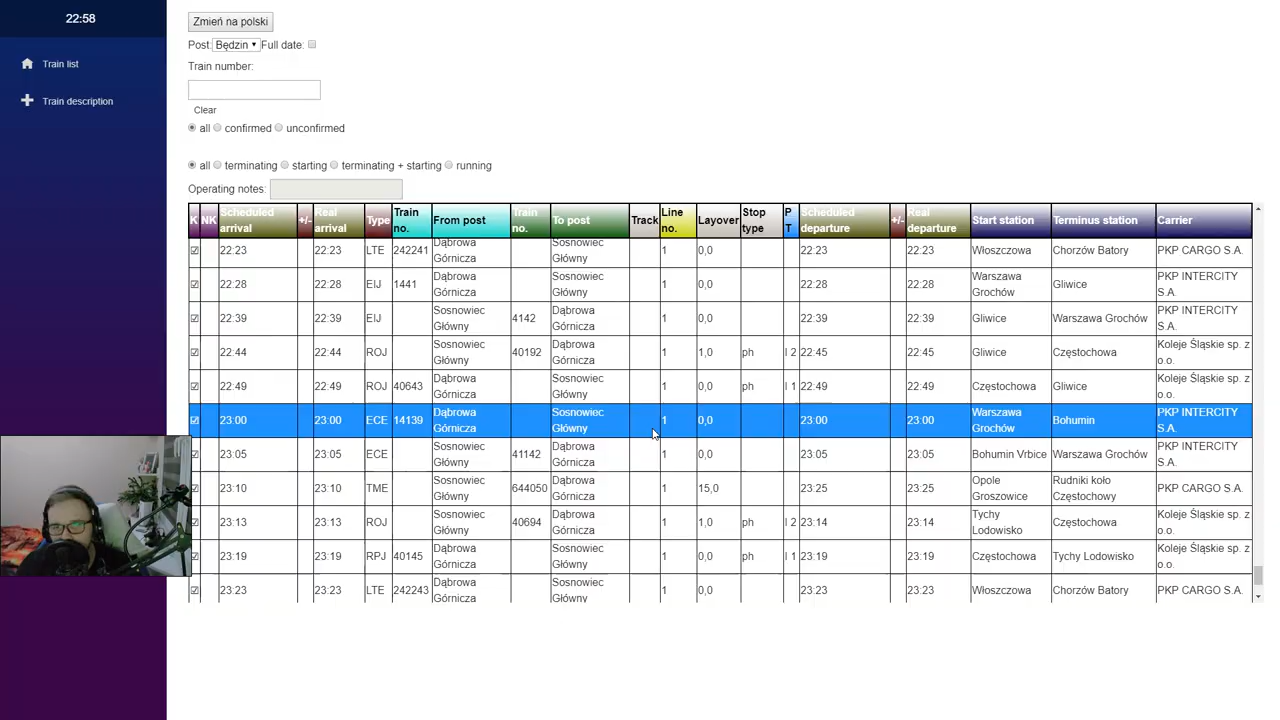 22:58
Train list
Train description
Zmień na polski
Post: Będzin Full date:
Train number:
Clear
all confirmed unconfirmed
all terminating starting terminating + starting running
Operating notes:
K NK Scheduled arrival +/- Real arrival Type Train no. From post Train no. To post Track Line no. Layover Stop type P T Scheduled departure +/- Real departure Start station Terminus station Carrier
22:23 22:23 LTE 242241 Dąbrowa Górnicza Sosnowiec Główny 1 0,0 22:23 22:23 Włoszczowa Chorzów Batory PKP CARGO S.A.
22:28 22:28 EIJ 1441 Dąbrowa Górnicza Sosnowiec Główny 1 0,0 22:28 22:28 Warszawa Grochów Gliwice PKP INTERCITY S.A.
22:39 22:39 EIJ Sosnowiec Główny 4142 Dąbrowa Górnicza 1 0,0 22:39 22:39 Gliwice Warszawa Grochów PKP INTERCITY S.A.
22:44 22:44 ROJ Sosnowiec Główny 40192 Dąbrowa Górnicza 1 1,0 ph I 2 22:45 22:45 Gliwice Częstochowa Koleje Śląskie sp. z o.o.
22:49 22:49 ROJ 40643 Dąbrowa Górnicza Sosnowiec Główny 1 0,0 ph I 1 22:49 22:49 Częstochowa Gliwice Koleje Śląskie sp. z o.o.
23:00 23:00 ECE 14139 Dąbrowa Górnicza Sosnowiec Główny 1 0,0 23:00 23:00 Warszawa Grochów Bohumin PKP INTERCITY S.A.
23:05 23:05 ECE Sosnowiec Główny 41142 Dąbrowa Górnicza 1 0,0 23:05 23:05 Bohumin Vrbice Warszawa Grochów PKP INTERCITY S.A.
23:10 23:10 TME Sosnowiec Główny 644050 Dąbrowa Górnicza 1 15,0 23:25 23:25 Opole Groszowice Rudniki koło Częstochowy PKP CARGO S.A.
23:13 23:13 ROJ Sosnowiec Główny 40694 Dąbrowa Górnicza 1 1,0 ph I 2 23:14 23:14 Tychy Lodowisko Częstochowa Koleje Śląskie sp. z o.o.
23:19 23:19 RPJ 40145 Dąbrowa Górnicza Sosnowiec Główny 1 0,0 ph I 1 23:19 23:19 Częstochowa Tychy Lodowisko Koleje Śląskie sp. z o.o.
23:23 23:23 LTE 242243 Dąbrowa Górnicza Sosnowiec Główny 1 0,0 23:23 23:23 Włoszczowa Chorzów Batory PKP CARGO S.A.